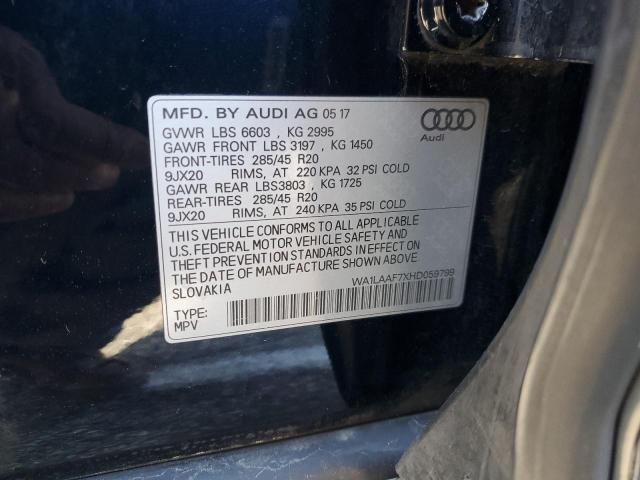 MFD. BY AUDI AG 05 17
GVWR LBS 6603 , KG 2995
GAWR FRONT LBS 3197 , KG 1450
FRONT-TIRES 285/45 R20
9JX20 RIMS, AT 220 KPA 32 PSI COLD
GAWR REAR LBS3803 , KG 1725
REAR-TIRES 285/45 R20
9JX20 RIMS, AT 240 KPA 35 PSI COLD
THIS VEHICLE CONFORMS TO ALL APPLICABLE
U.S. FEDERAL MOTOR VEHICLE SAFETY AND
THEFT PREVENTION STANDARDS IN EFFECT ON
THE DATE OF MANUFACTURE SHOWN ABOVE
SLOVAKIA
WA1LAAF7XHD059799
TYPE:
MPV
Audi